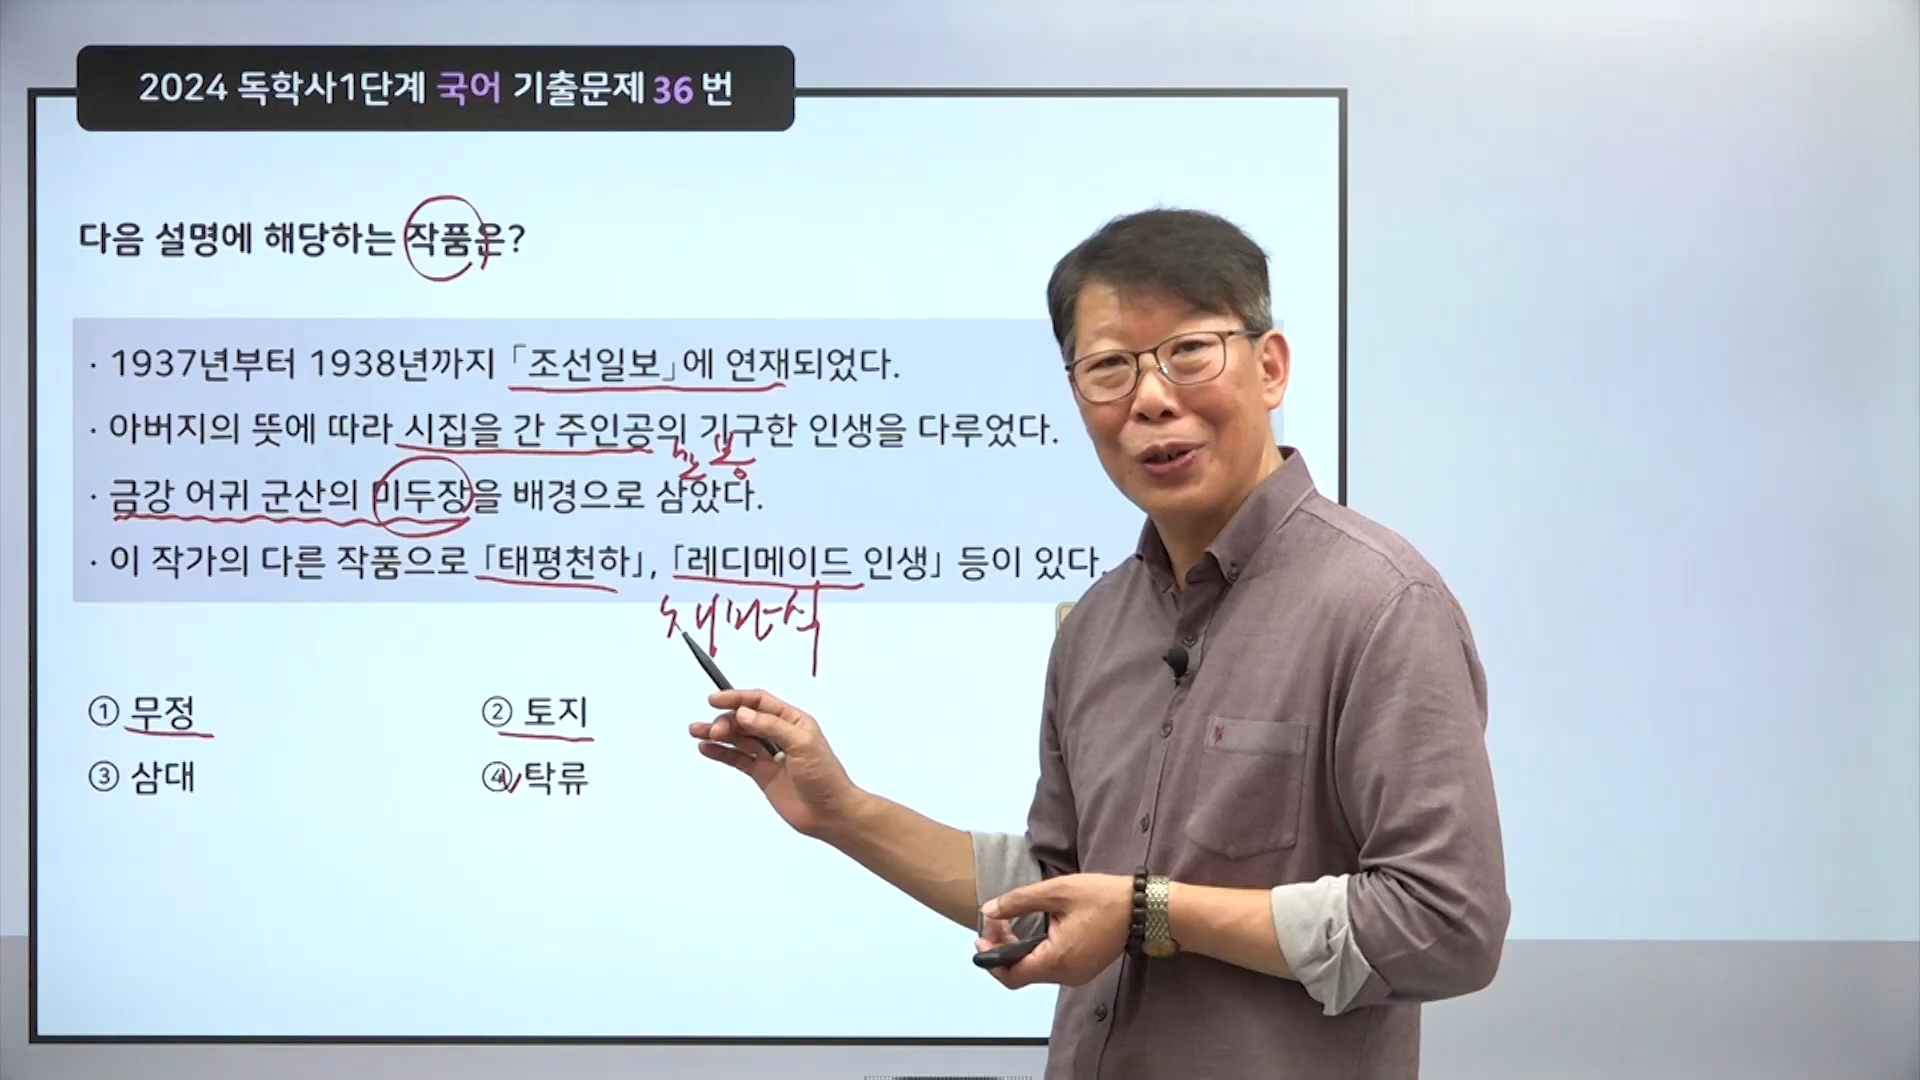 2024 독학사1단계 국어 기출문제 36 번
다음 설명에 해당하는 작품은?
· 1937년부터 1938년까지 「조선일보」에 연재되었다.
· 아버지의 뜻에 따라 시집을 간 주인공의 기구한 인생을 다루었다.
· 금강 어귀 군산의 미두장을 배경으로 삼았다.
· 이 작가의 다른 작품으로 「태평천하」, 「레디메이드 인생」 등이 있다.
채만식
① 무정
② 토지
③ 삼대
④ 탁류